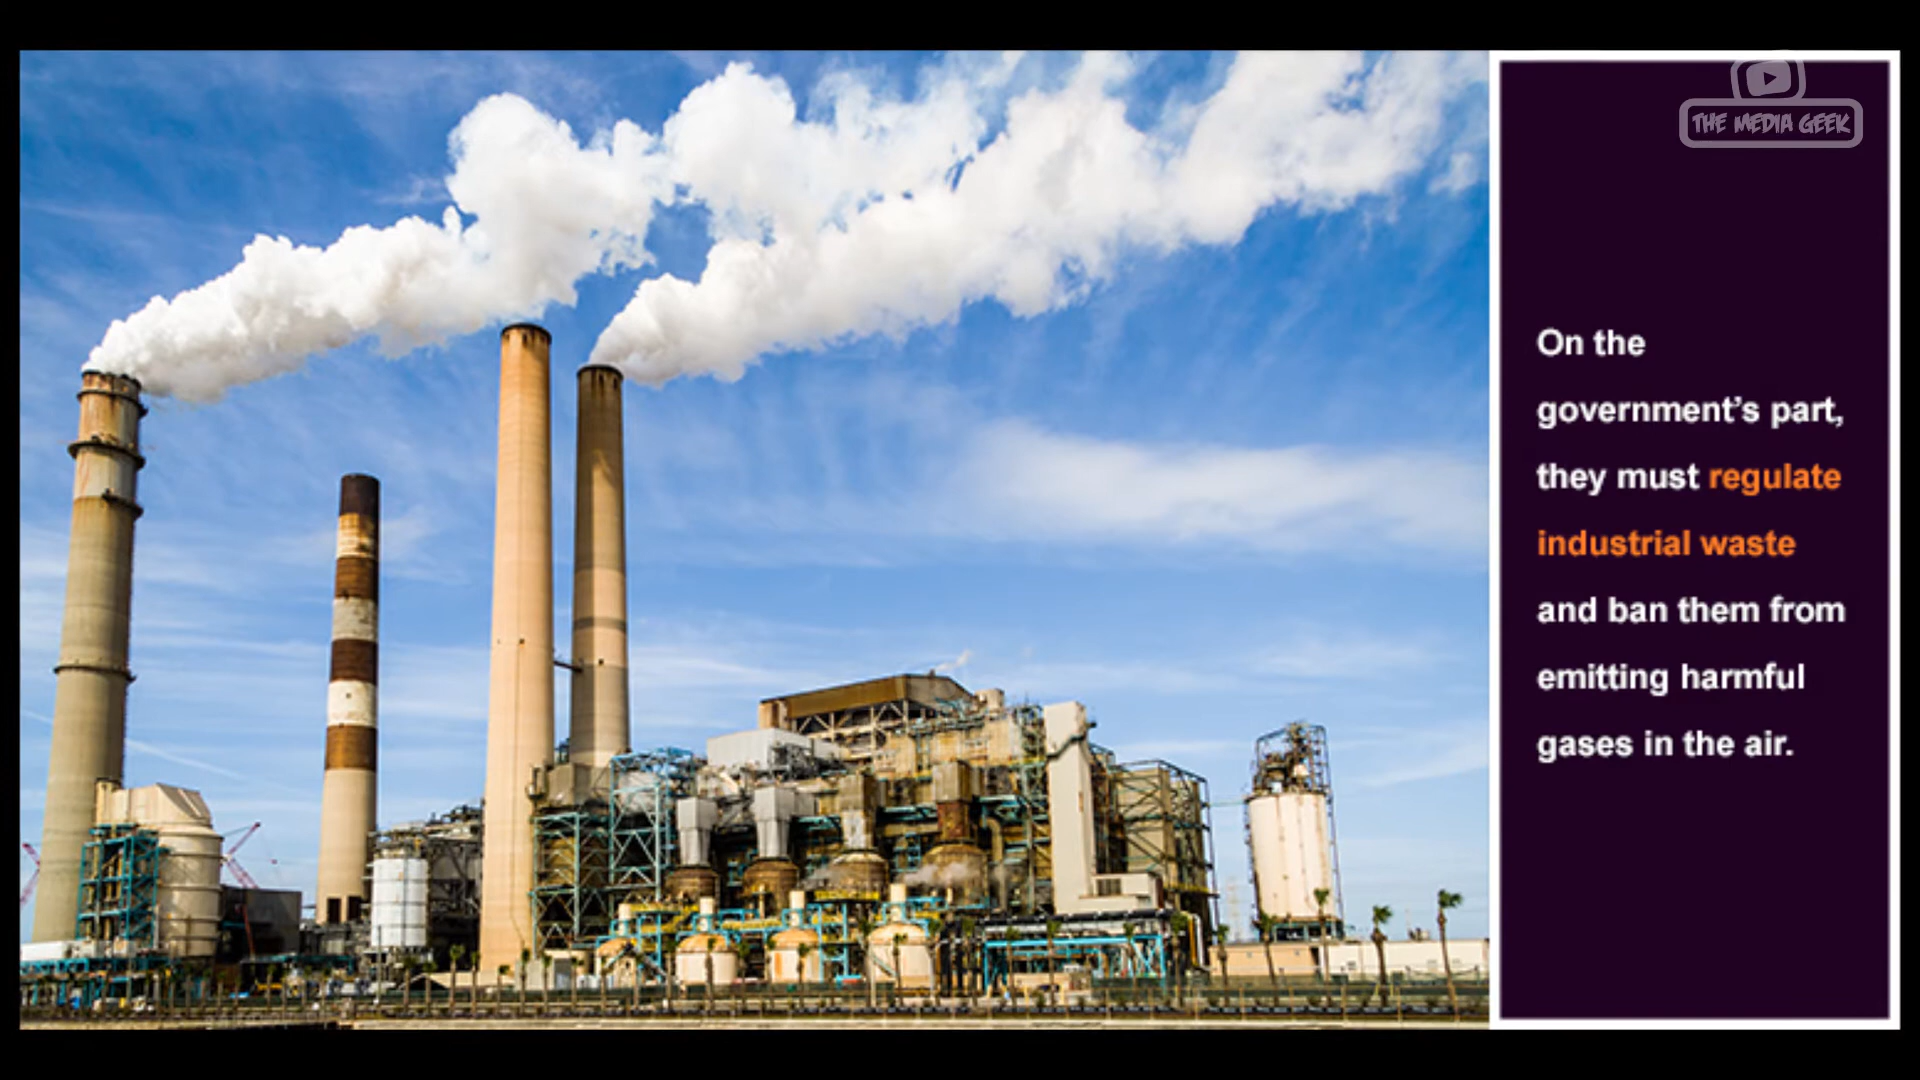 THE MEDIA GEEK
On the
government's part,
they must regulate
industrial waste
and ban them from
emitting harmful
gases in the air.